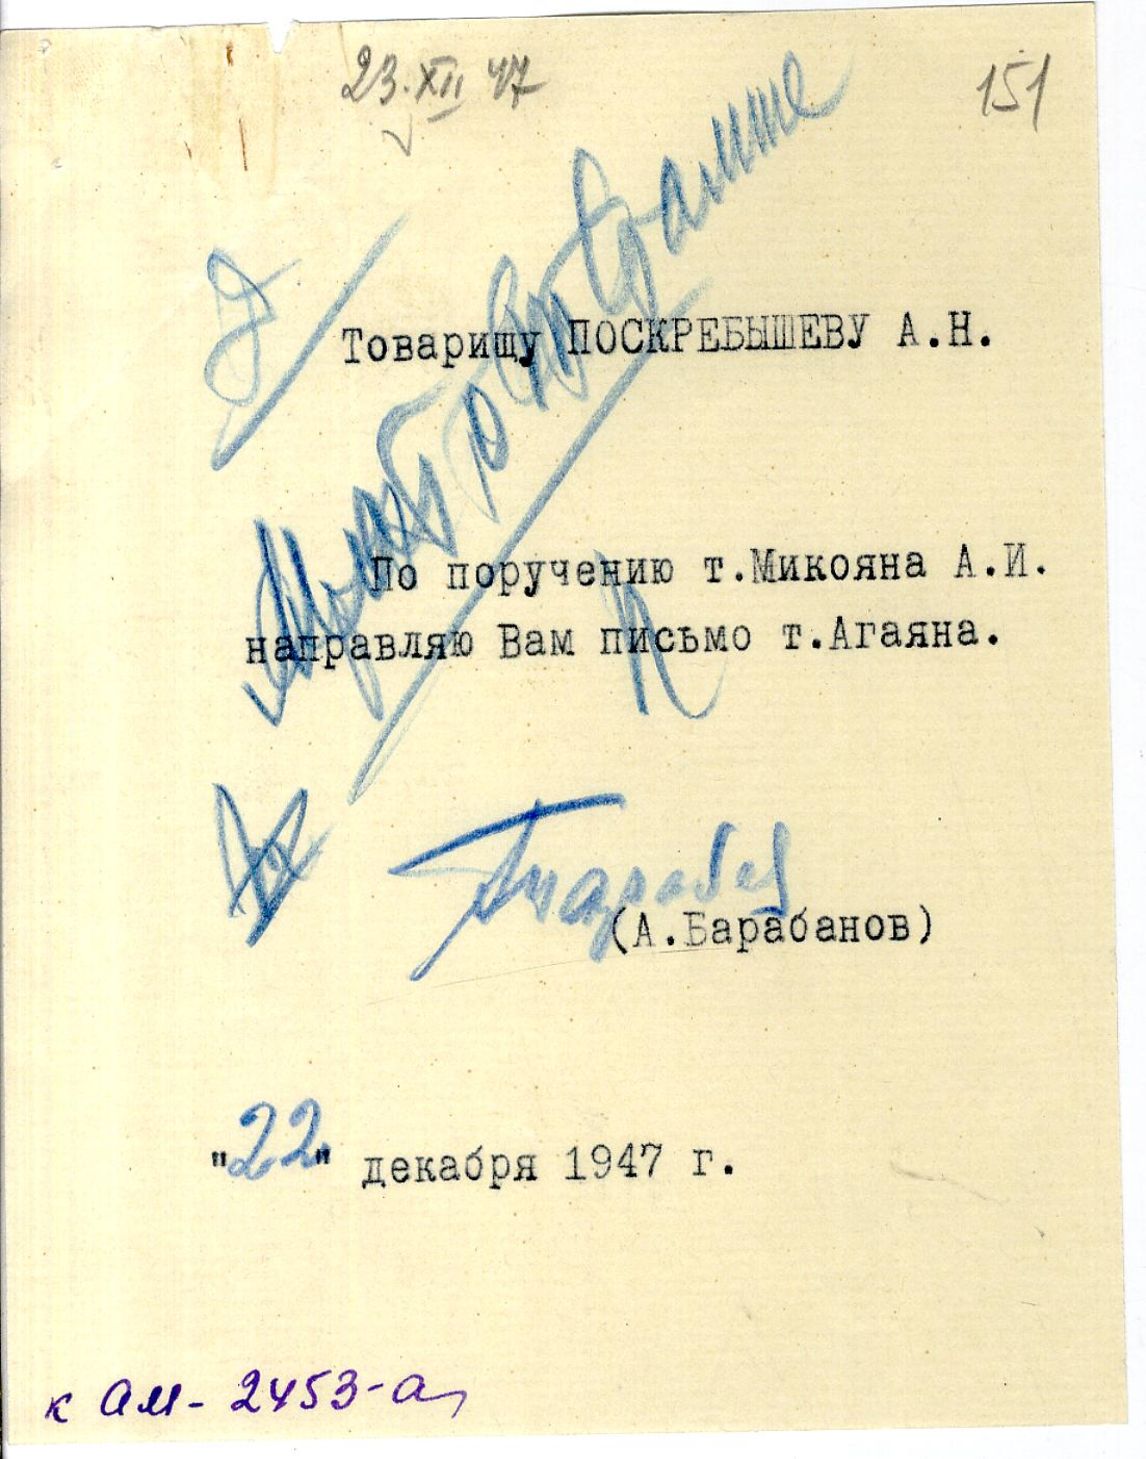 23.XII 47
151
Товарищу ПОСКРЕБЫШЕВУ А.Н.
По поручению т.Микояна А.И.
направляю Вам письмо т.Агаяна.
(А.Барабанов)
"22" декабря 1947 г.
к ам- 2453-а